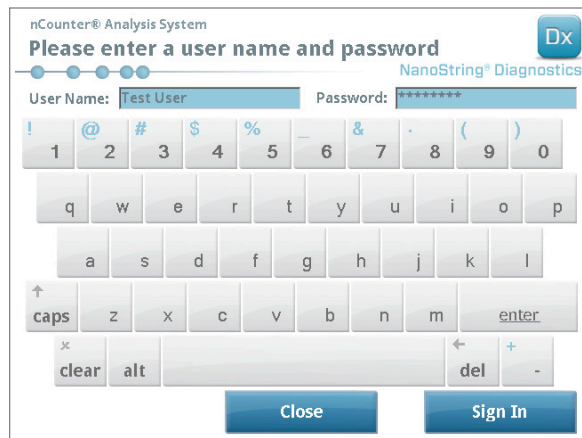 nCounter® Analysis System
Please enter a user name and password
Dx
NanoString® Diagnostics
User Name: Test User Password: ********
! @ # $ % _ & . ( )
1 2 3 4 5 6 7 8 9 0
q w e r t y u i o p
a s d f g h j k l
caps z x c v b n m enter
clear alt del + -
Close Sign In